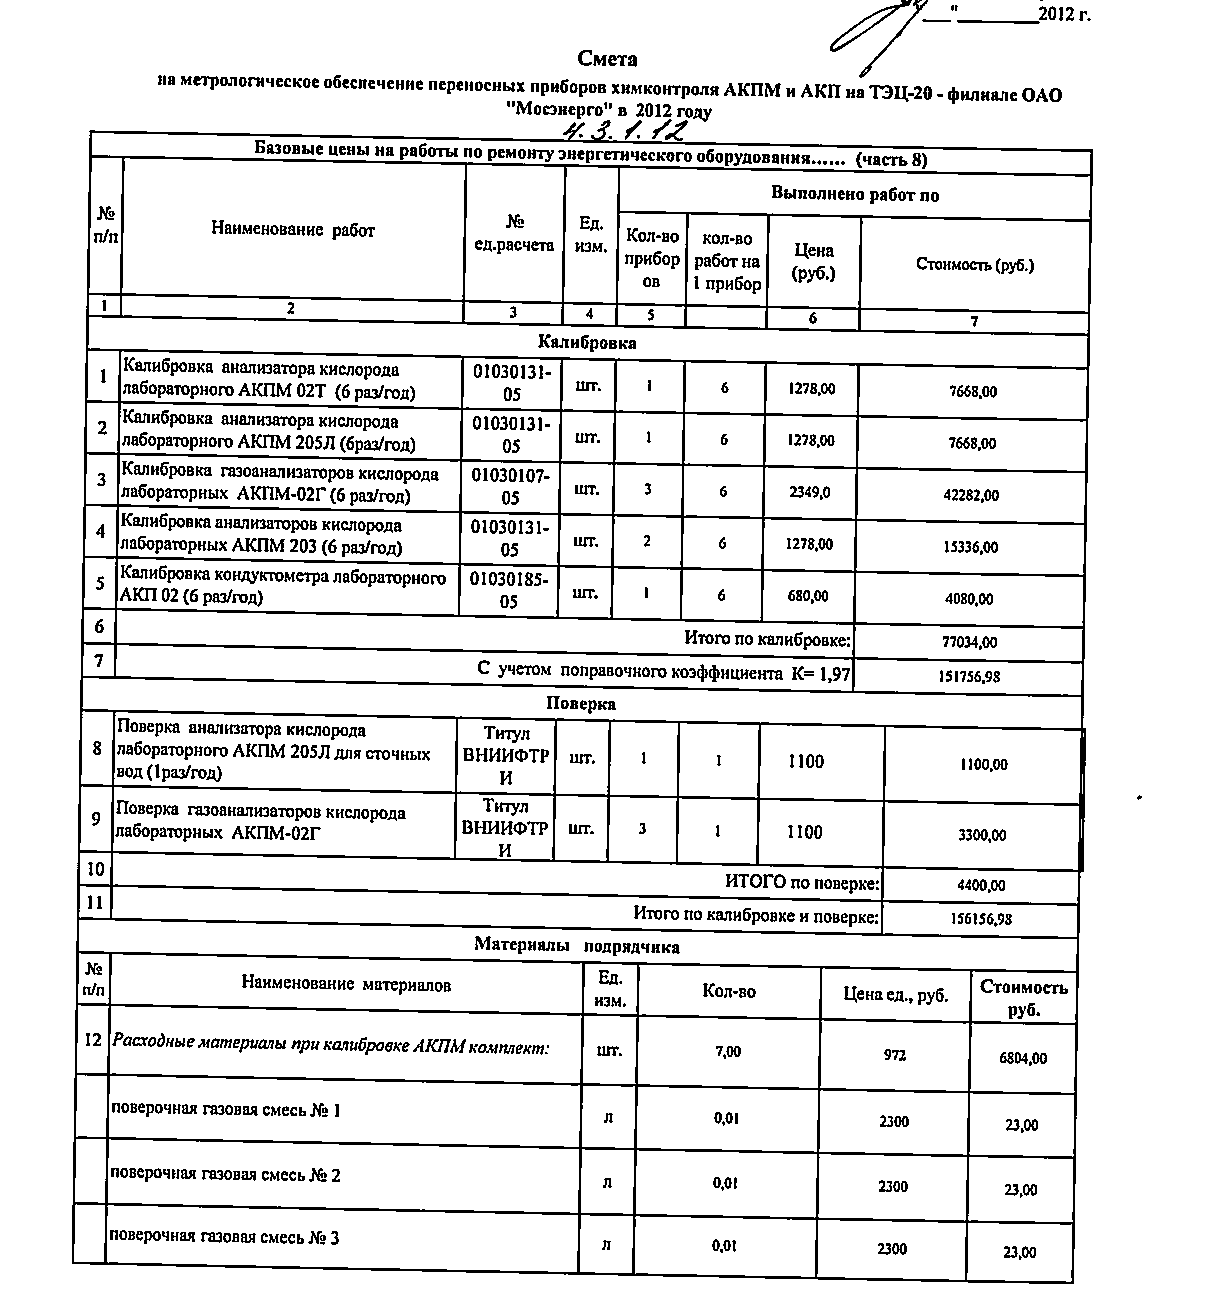 "_________2012 г.
Смета
на метрологическое обеспечение переносных приборов химконтроля АКПМ и АКП на ТЭЦ-20 - филиале ОАО
"Мосэнерго" в 2012 году
4.3.1.12
Базовые цены на работы по ремонту энергетического оборудования...... (часть 8)
№ п/п
Наименование работ
№ ед.расчета
Ед. изм.
Выполнено работ по
Кол-во прибор ов
кол-во работ на 1 прибор
Цена (руб.)
Стоимость (руб.)
1 2 3 4 5 6 7
Калибровка
1 Калибровка анализатора кислорода лабораторного АКПМ 02Т (6 раз/год) 01030131-05 шт. 1 6 1278,00 7668,00
2 Калибровка анализатора кислорода лабораторного АКПМ 205Л (6раз/год) 01030131-05 шт. 1 6 1278,00 7668,00
3 Калибровка газоанализаторов кислорода лабораторных АКПМ-02Г (6 раз/год) 01030107-05 шт. 3 6 2349,0 42282,00
4 Калибровка анализаторов кислорода лабораторных АКПМ 203 (6 раз/год) 01030131-05 шт. 2 6 1278,00 15336,00
5 Калибровка кондуктометра лабораторного АКП 02 (6 раз/год) 01030185-05 шт. 1 6 680,00 4080,00
6 Итого по калибровке: 77034,00
7 С учетом поправочного коэффициента К= 1,97 151756,98
Поверка
8 Поверка анализатора кислорода лабораторного АКПМ 205Л для сточных вод (1раз/год) Титул ВНИИФТР И шт. 1 1 1100 1100,00
9 Поверка газоанализаторов кислорода лабораторных АКПМ-02Г Титул ВНИИФТР И шт. 3 1 1100 3300,00
10 ИТОГО по поверке: 4400,00
11 Итого по калибровке и поверке: 156156,98
Материалы подрядчика
№ п/п Наименование материалов Ед. изм. Кол-во Цена ед., руб. Стоимость руб.
12 Расходные материалы при калибровке АКПМ комплект: шт. 7,00 972 6804,00
поверочная газовая смесь № 1 л 0,01 2300 23,00
поверочная газовая смесь № 2 л 0,01 2300 23,00
поверочная газовая смесь № 3 л 0,01 2300 23,00